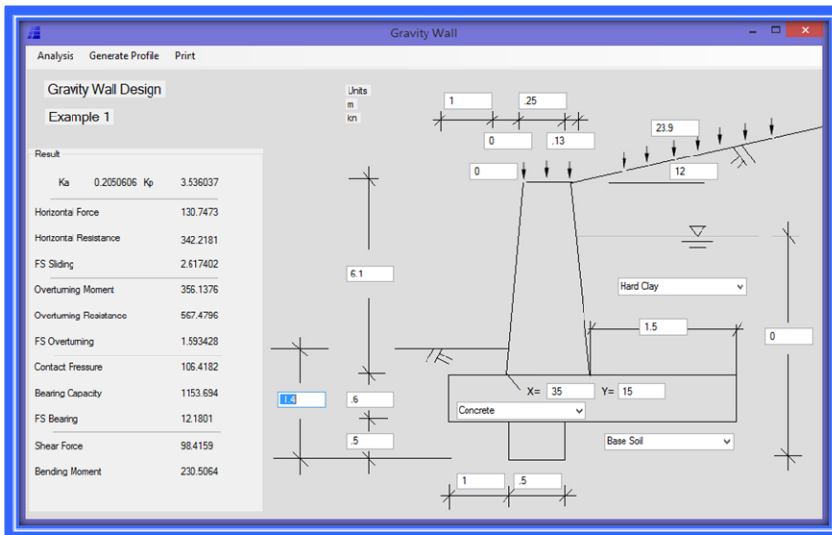 Gravity Wall
Analysis Generate Profile Print
Gravity Wall Design
Example 1
Units
m
kn
Result
Ka 0.2050606 Kp 3.536037
Horizontal Force 130.7473
Horizontal Resistance 342.2181
FS Sliding 2.617402
Overturning Moment 356.1376
Overturning Resistance 567.4796
FS Overturning 1.593428
Contact Pressure 106.4182
Bearing Capacity 1153.694
FS Bearing 12.1801
Shear Force 98.4159
Bending Moment 230.5064
1 .25
0 .13
23.9
0
12
6.1
Hard Clay
1.5
0
X= 35 Y= 15
1.4
.6
Concrete
.5
Base Soil
1 .5